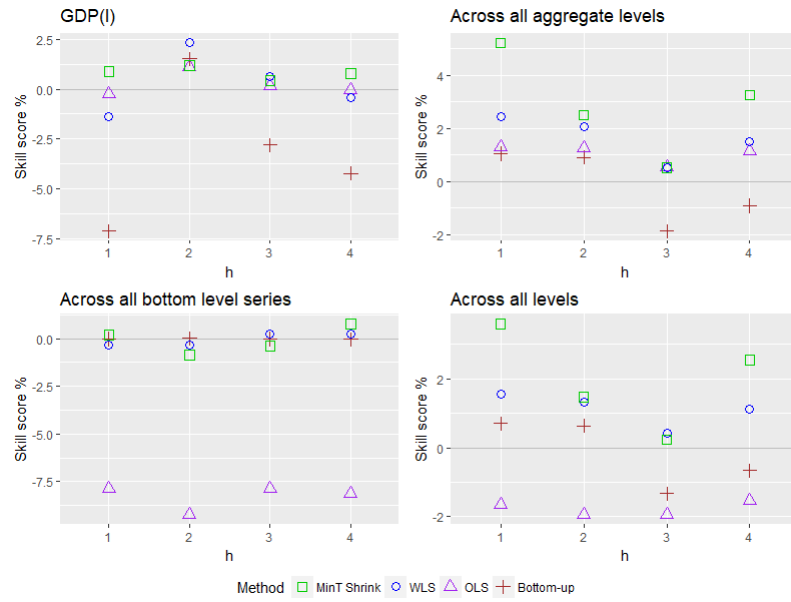 GDP(I)
Skill score %
2.5
0.0
-2.5
-5.0
-7.5
1 2 3 4
h
Across all aggregate levels
Skill score %
4
2
0
-2
1 2 3 4
h
Across all bottom level series
Skill score %
0.0
-2.5
-5.0
-7.5
1 2 3 4
h
Across all levels
Skill score %
2
0
-2
1 2 3 4
h
Method MinT Shrink WLS OLS Bottom-up